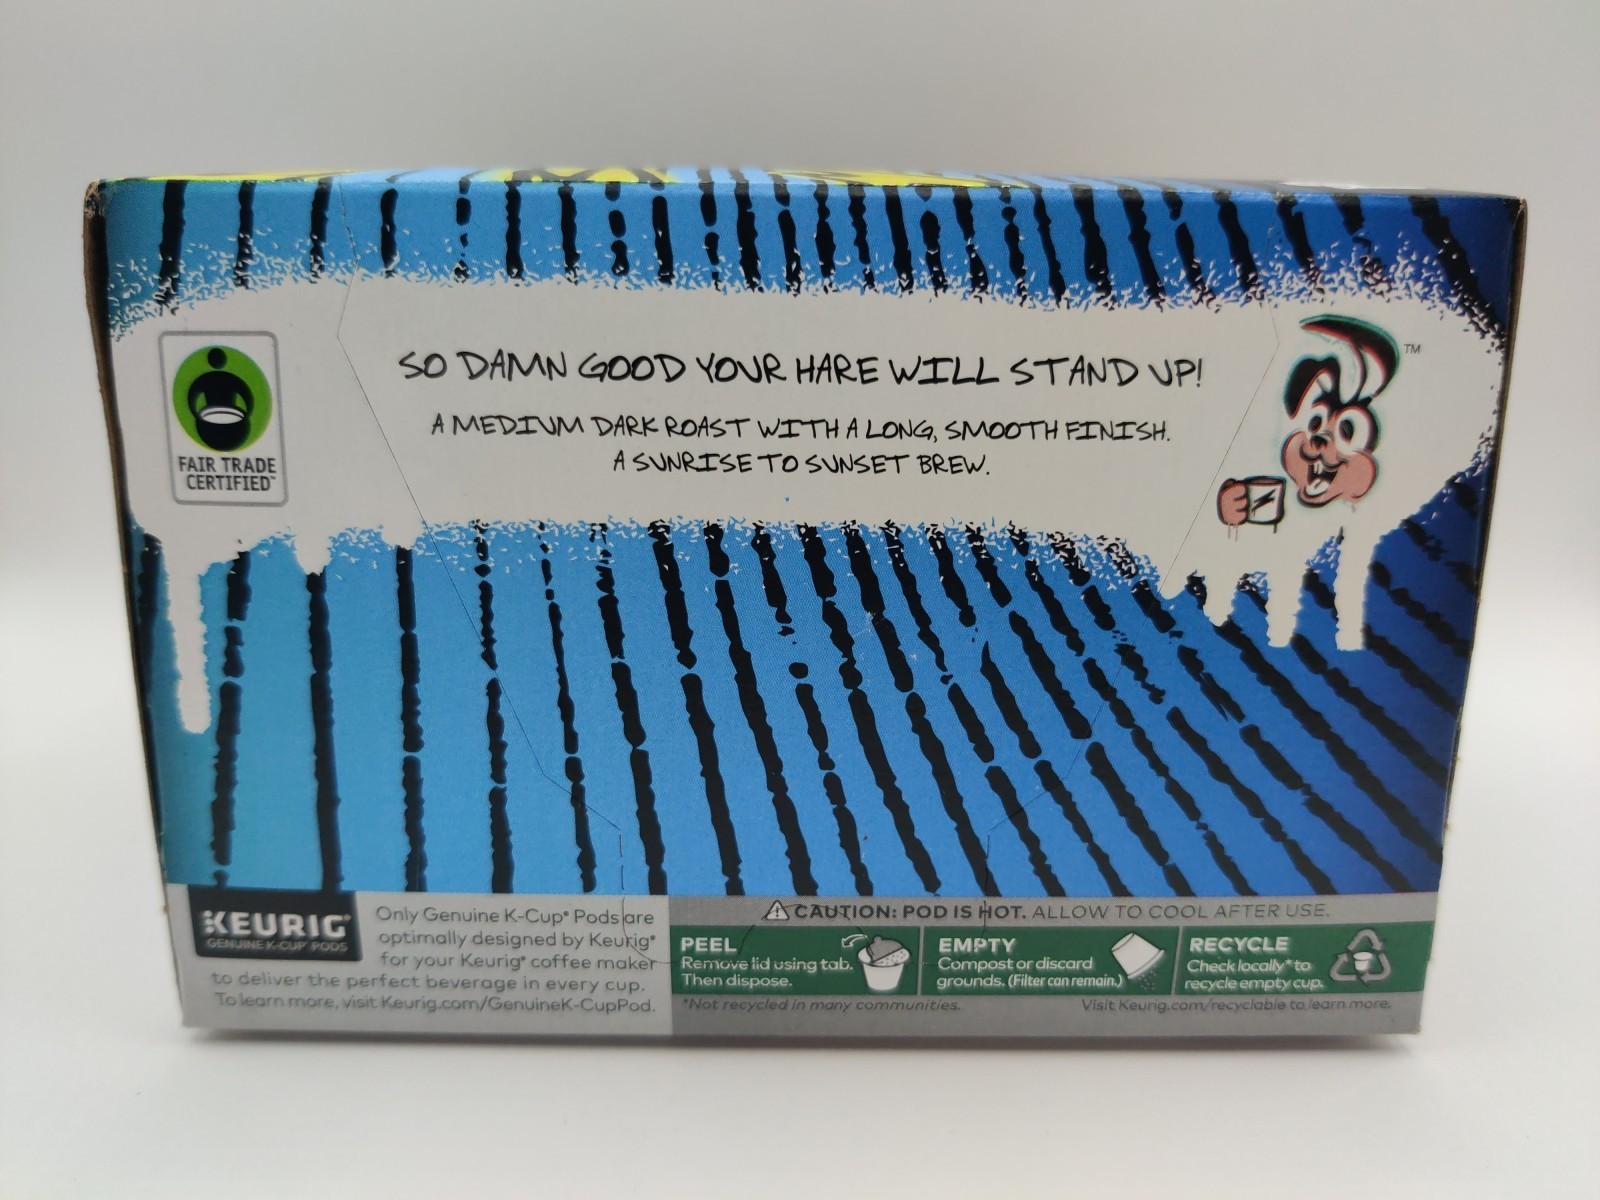 SO DAMN GOOD YOUR HARE WILL STAND UP!
A MEDIUM DARK ROAST WITH A LONG, SMOOTH FINISH.
A SUNRISE TO SUNSET BREW.
FAIR TRADE
CERTIFIED™
™
KEURIG®
GENUINE K-CUP® PODS
Only Genuine K-Cup® Pods are
optimally designed by Keurig®
for your Keurig® coffee maker
to deliver the perfect beverage in every cup.
To learn more, visit Keurig.com/GenuineK-CupPod.
CAUTION: POD IS HOT. ALLOW TO COOL AFTER USE.
PEEL
Remove lid using tab.
Then dispose.
EMPTY
Compost or discard
grounds. (Filter can remain.)
RECYCLE
Check locally* to
recycle empty cup.
*Not recycled in many communities.
Visit Keurig.com/recyclable to learn more.